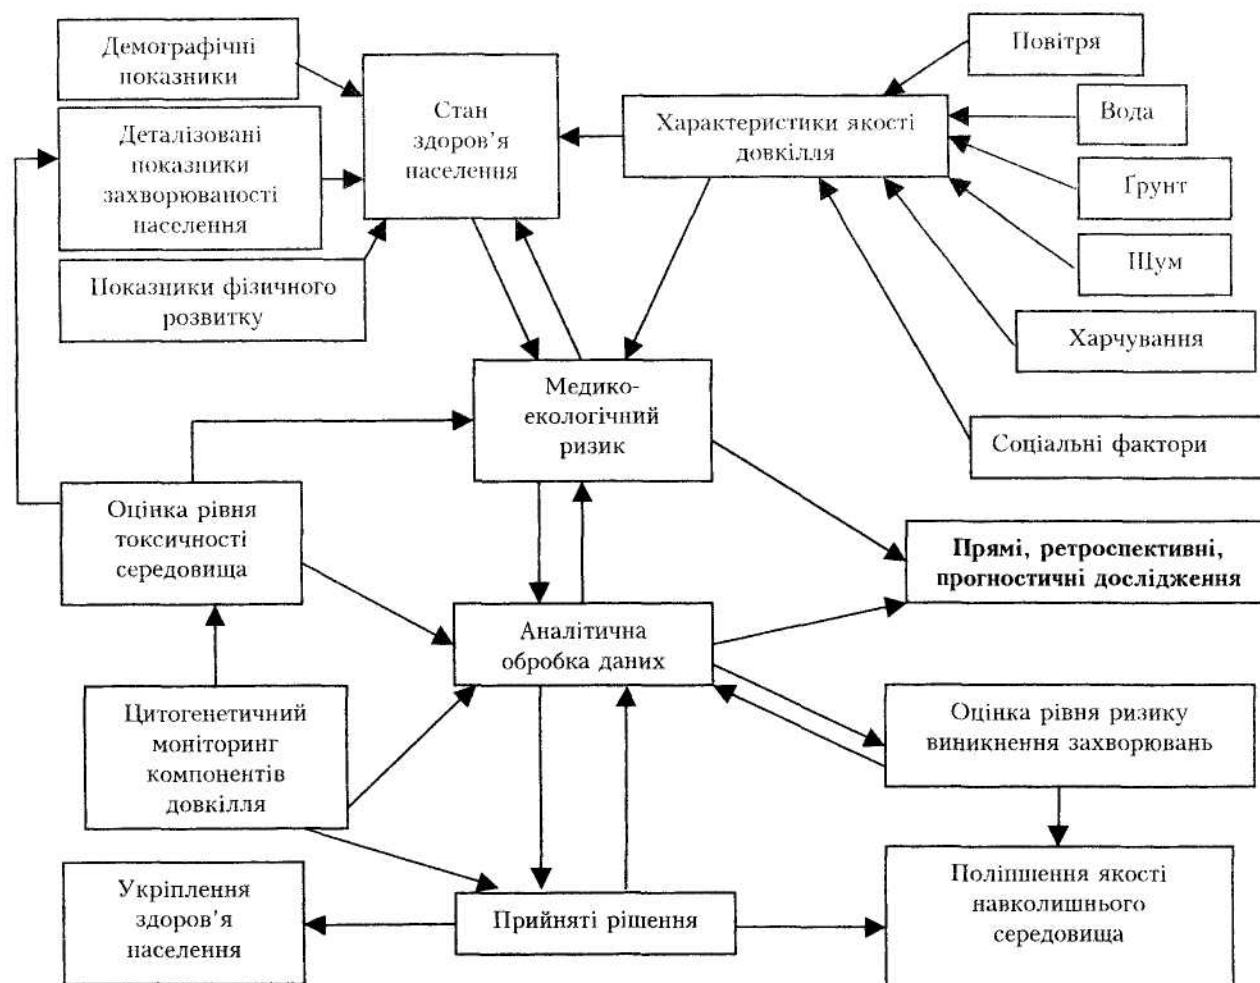 Демографічні
показники
Деталізовані
показники
захворюваності
населення
Показники фізичного
розвитку
Стан
здоров'я
населення
Характеристики якості
довкілля
Повітря
Вода
Ґрунт
Шум
Харчування
Соціальні фактори
Медико-
екологічний
ризик
Оцінка рівня
токсичності
середовища
Прямі, ретроспективні,
прогностичні дослідження
Аналітична
обробка даних
Цитогенетичний
моніторинг
компонентів
довкілля
Оцінка рівня ризику
виникнення захворювань
Укріплення
здоров'я
населення
Прийняті рішення
Поліпшення якості
навколишнього
середовища